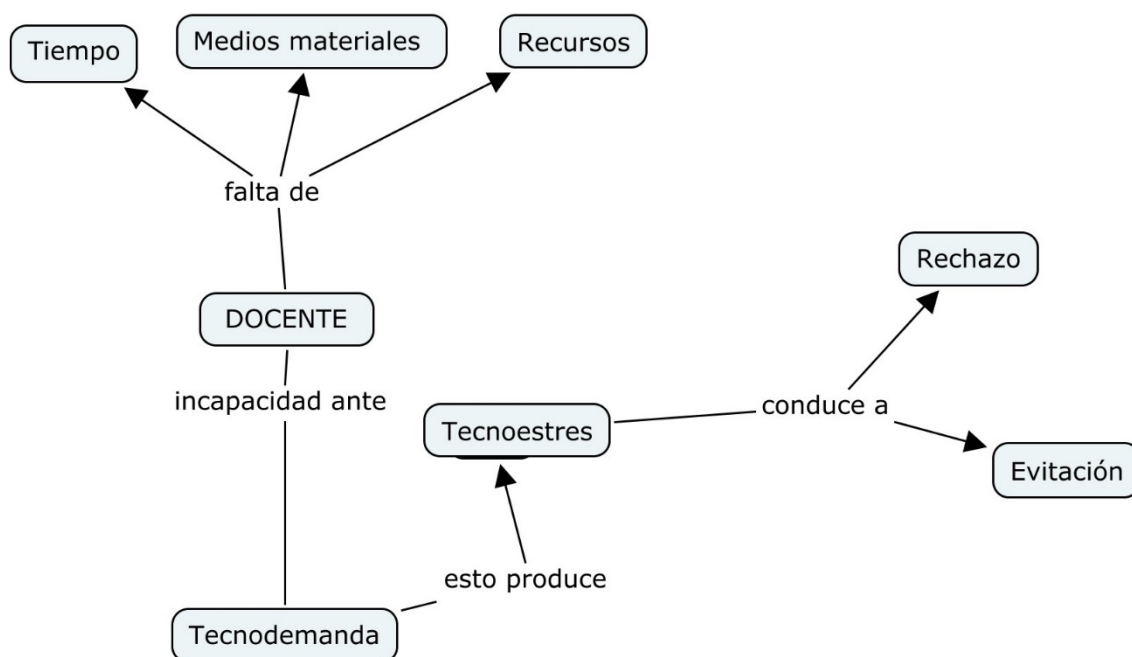 Tiempo
Medios materiales
Recursos
falta de
DOCENTE
incapacidad ante
Tecnodemanda
esto produce
Tecnoestres
conduce a
Rechazo
Evitación